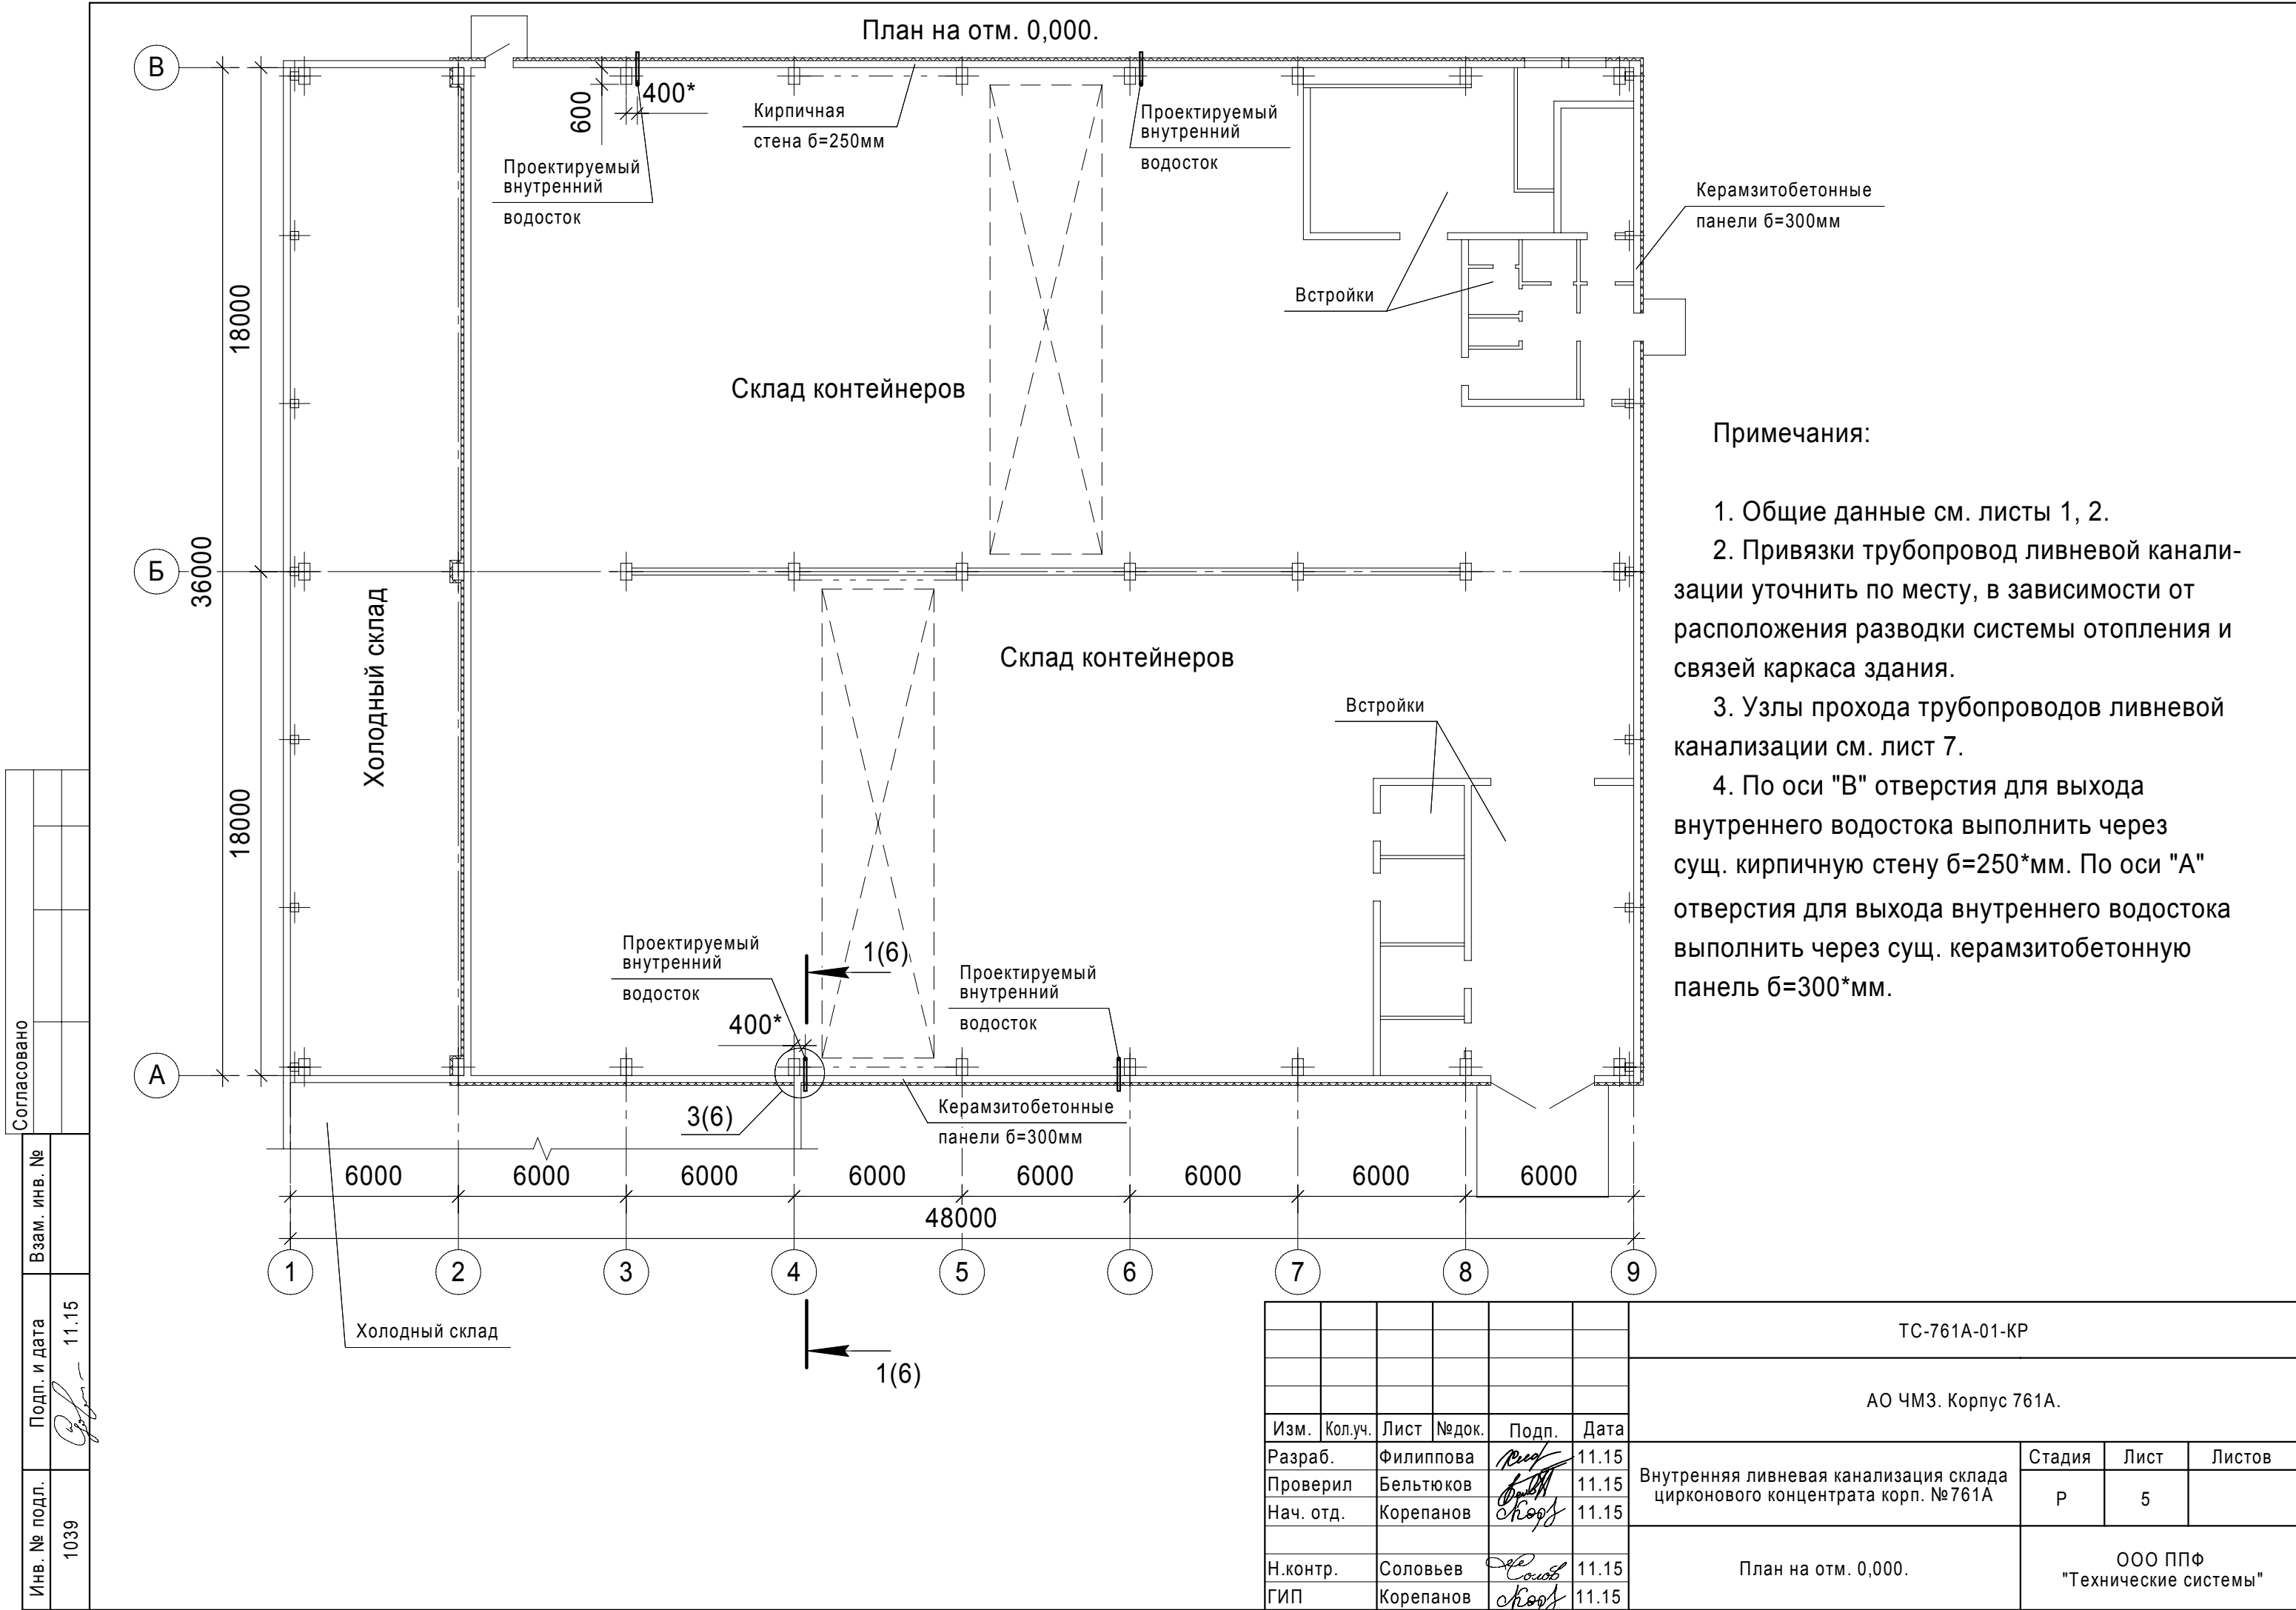 План на отм. 0,000.
В
Б
А
600
400*
18000
36000
18000
Проектируемый
внутренний
водосток
Кирпичная
стена б=250мм
Проектируемый
внутренний
водосток
Керамзитобетонные
панели б=300мм
Встройки
Склад контейнеров
Холодный склад
Склад контейнеров
Встройки
Проектируемый
внутренний
водосток
400*
1(6)
Проектируемый
внутренний
водосток
3(6)
Керамзитобетонные
панели б=300мм
6000 6000 6000 6000 6000 6000 6000 6000
48000
1 2 3 4 5 6 7 8 9
Холодный склад
1(6)
Примечания:
1. Общие данные см. листы 1, 2.
2. Привязки трубопровод ливневой канали-
зации уточнить по месту, в зависимости от
расположения разводки системы отопления и
связей каркаса здания.
3. Узлы прохода трубопроводов ливневой
канализации см. лист 7.
4. По оси "В" отверстия для выхода
внутреннего водостока выполнить через
сущ. кирпичную стену б=250*мм. По оси "А"
отверстия для выхода внутреннего водостока
выполнить через сущ. керамзитобетонную
панель б=300*мм.
Согласовано
Взам. инв. №
Подп. и дата
11.15
Инв. № подл.
1039
ТС-761А-01-КР
АО ЧМЗ. Корпус 761А.
Изм. Кол.уч. Лист №док. Подп. Дата
Разраб. Филиппова 11.15
Проверил Бельтюков 11.15
Нач. отд. Корепанов 11.15
Н.контр. Соловьев 11.15
ГИП Корепанов 11.15
Внутренняя ливневая канализация склада
цирконового концентрата корп. №761А
Стадия Лист Листов
Р 5
План на отм. 0,000.
ООО ППФ
"Технические системы"